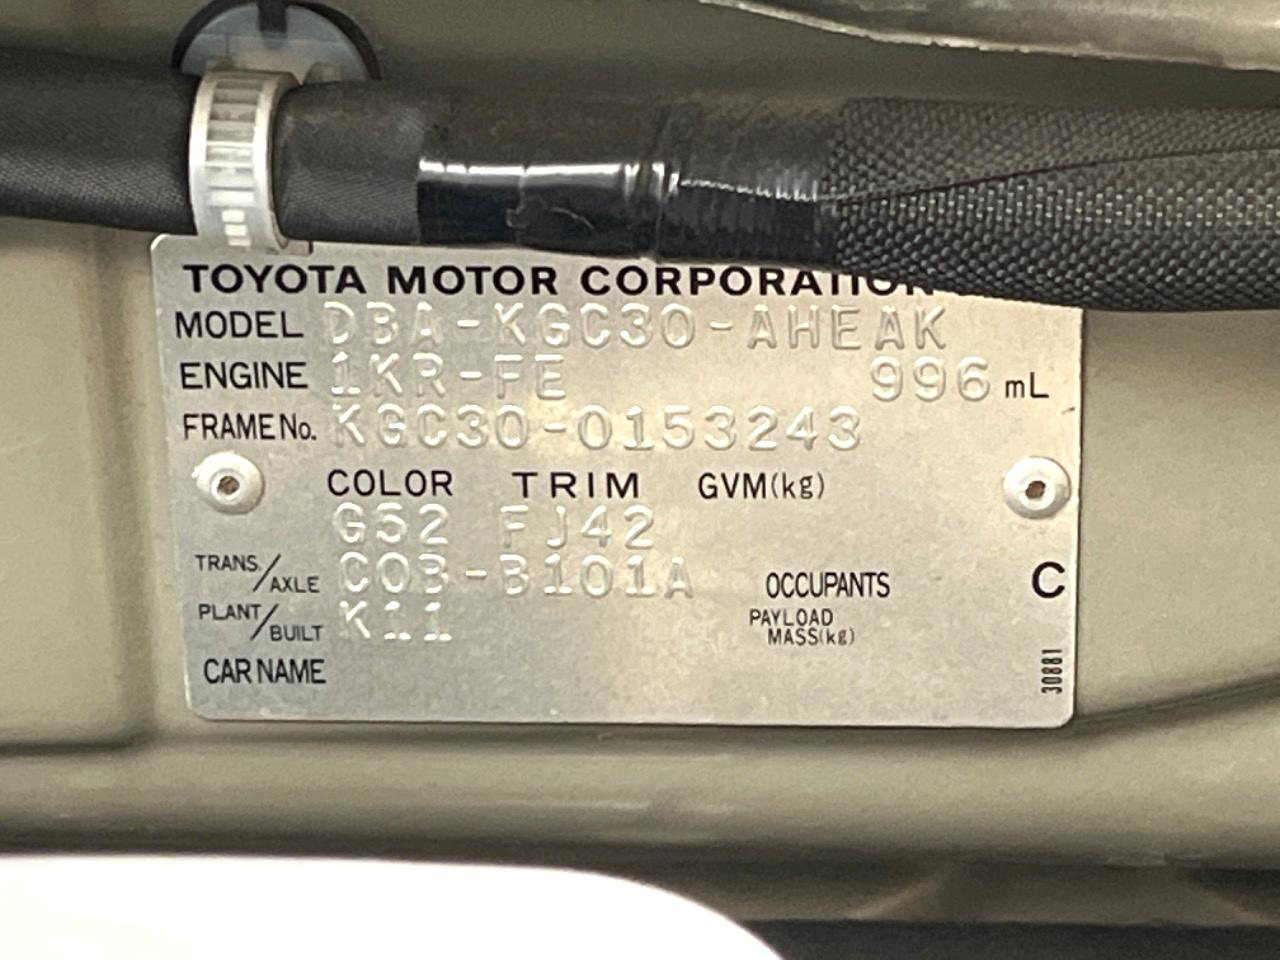 TOYOTA MOTOR CORPORATION
MODEL DBA-KGC30-AHEAK
ENGINE 1KR-FE 996 mL
FRAME No. KGC30-0153243
COLOR TRIM GVM(kg)
G52 FJ42
TRANS./AXLE C0B-B101A OCCUPANTS C
PLANT/BUILT K11 PAYLOAD MASS(kg)
CAR NAME 30881